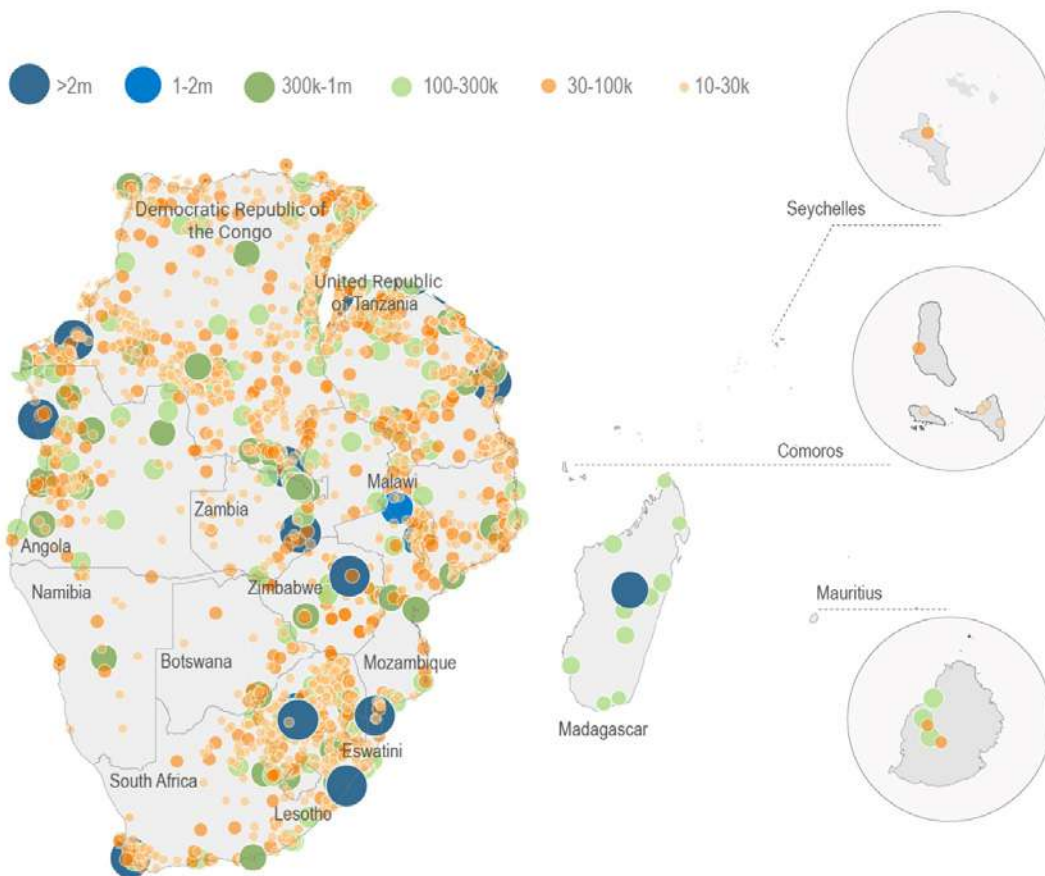 >2m 1-2m 300k-1m 100-300k 30-100k 10-30k
Democratic Republic of
the Congo
Seychelles
United Republic
of Tanzania
Comoros
Malawi
Zambia
Angola
Namibia
Zimbabwe
Mauritius
Botswana
Mozambique
Madagascar
Eswatini
South Africa
Lesotho